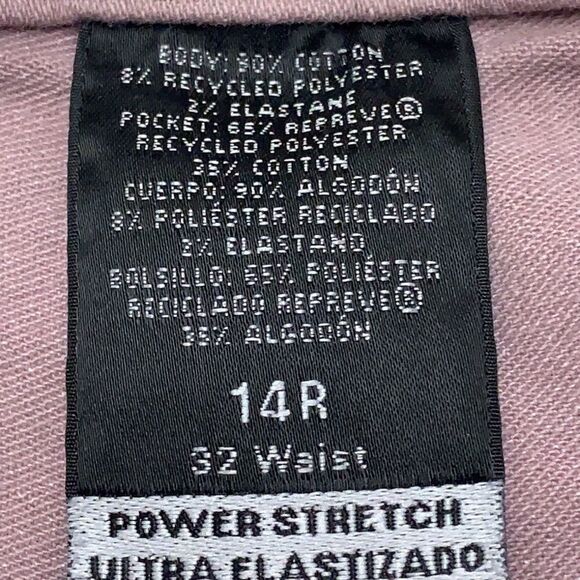 BODY: 90% COTTON
8% RECYCLED POLYESTER
2% ELASTANE
POCKET: 65% REPREVE®
RECYCLED POLYESTER
35% COTTON
CUERPO: 90% ALGODÓN
8% POLIÉSTER RECICLADO
2% ELASTANO
BOLSILLO: 65% POLIÉSTER
RECICLADO REPREVE®
35% ALGODÓN
14R
32 Waist
POWER STRETCH
ULTRA ELASTIZADO